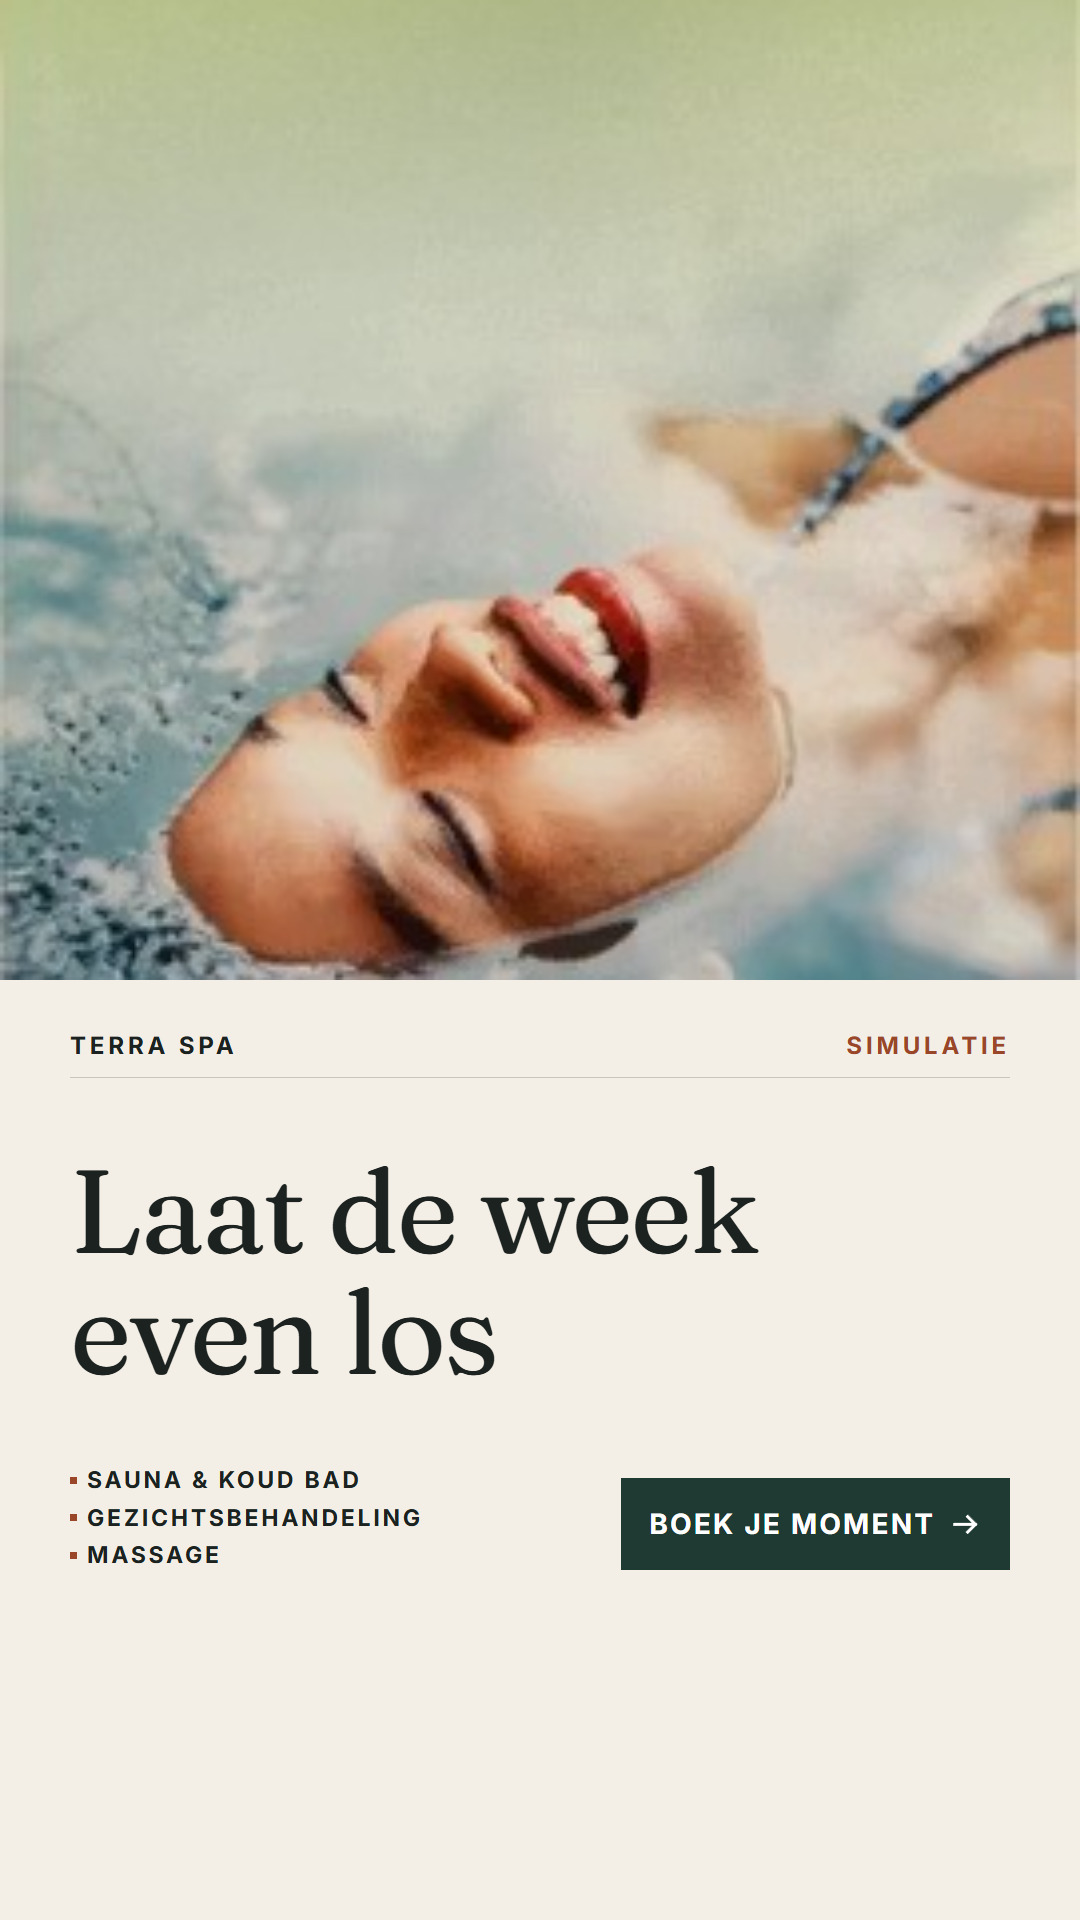 TERRA SPA
SIMULATIE
Laat de week
even los
SAUNA & KOUD BAD
GEZICHTSBEHANDELING
MASSAGE
BOEK JE MOMENT →